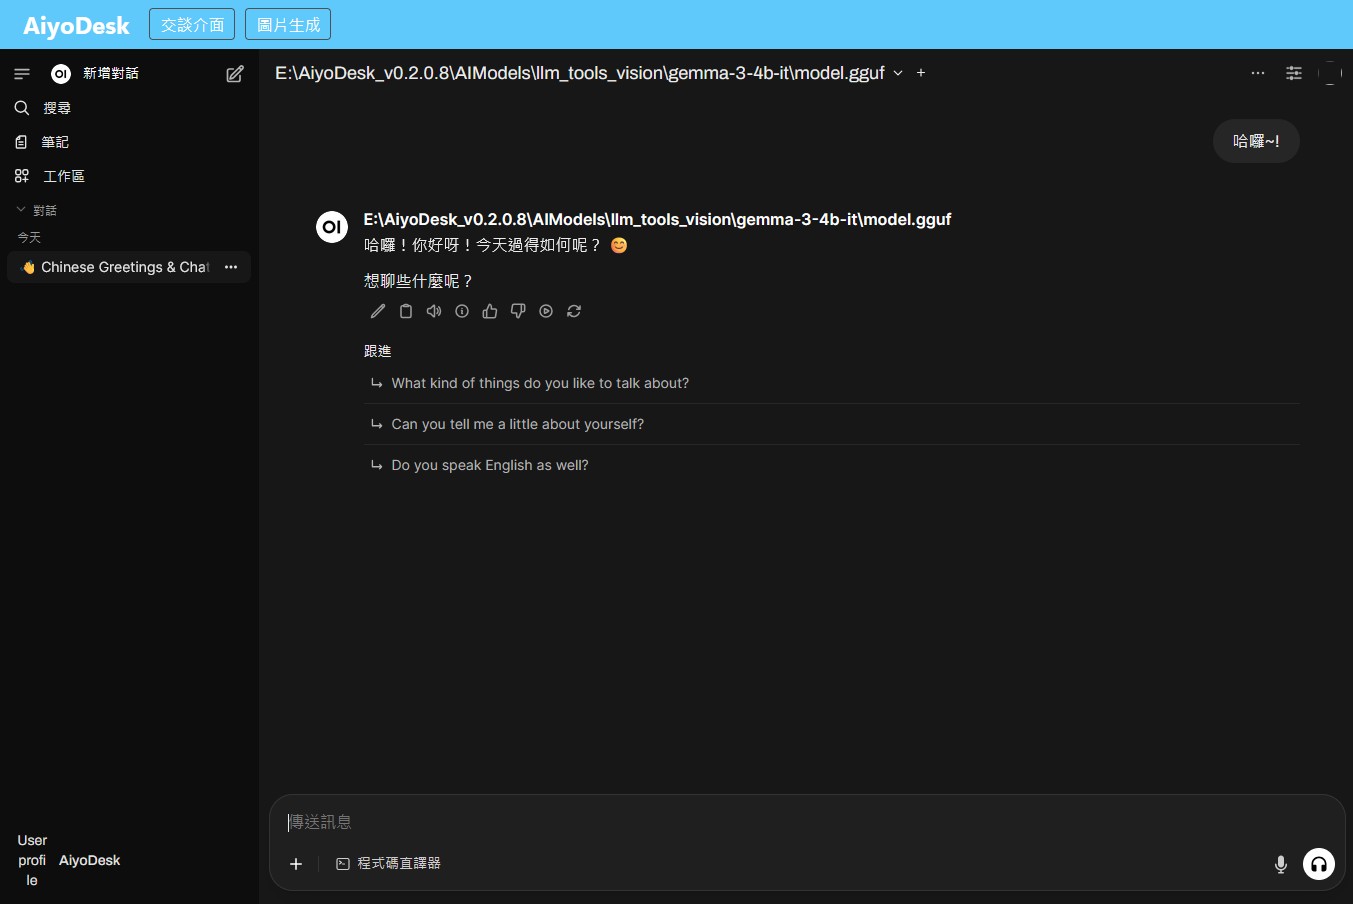 AiyoDesk
交談介面
圖片生成
OI
新增對話
搜尋
筆記
工作區
對話
今天
👋 Chinese Greetings & Chat
User
profi
le
AiyoDesk
E:\AiyoDesk_v0.2.0.8\AIModels\llm_tools_vision\gemma-3-4b-it\model.gguf
哈囉~!
OI
E:\AiyoDesk_v0.2.0.8\AIModels\llm_tools_vision\gemma-3-4b-it\model.gguf
哈囉！你好呀！今天過得如何呢？ 😊
想聊些什麼呢？
跟進
What kind of things do you like to talk about?
Can you tell me a little about yourself?
Do you speak English as well?
傳送訊息
程式碼直譯器